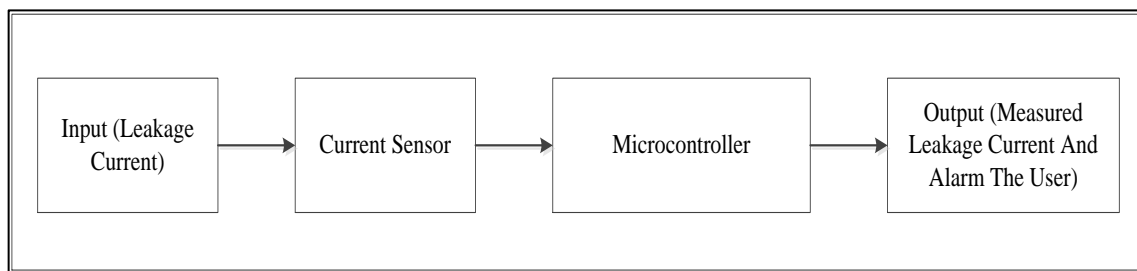 Input (Leakage
Current)
Current Sensor
Microcontroller
Output (Measured
Leakage Current And
Alarm The User)